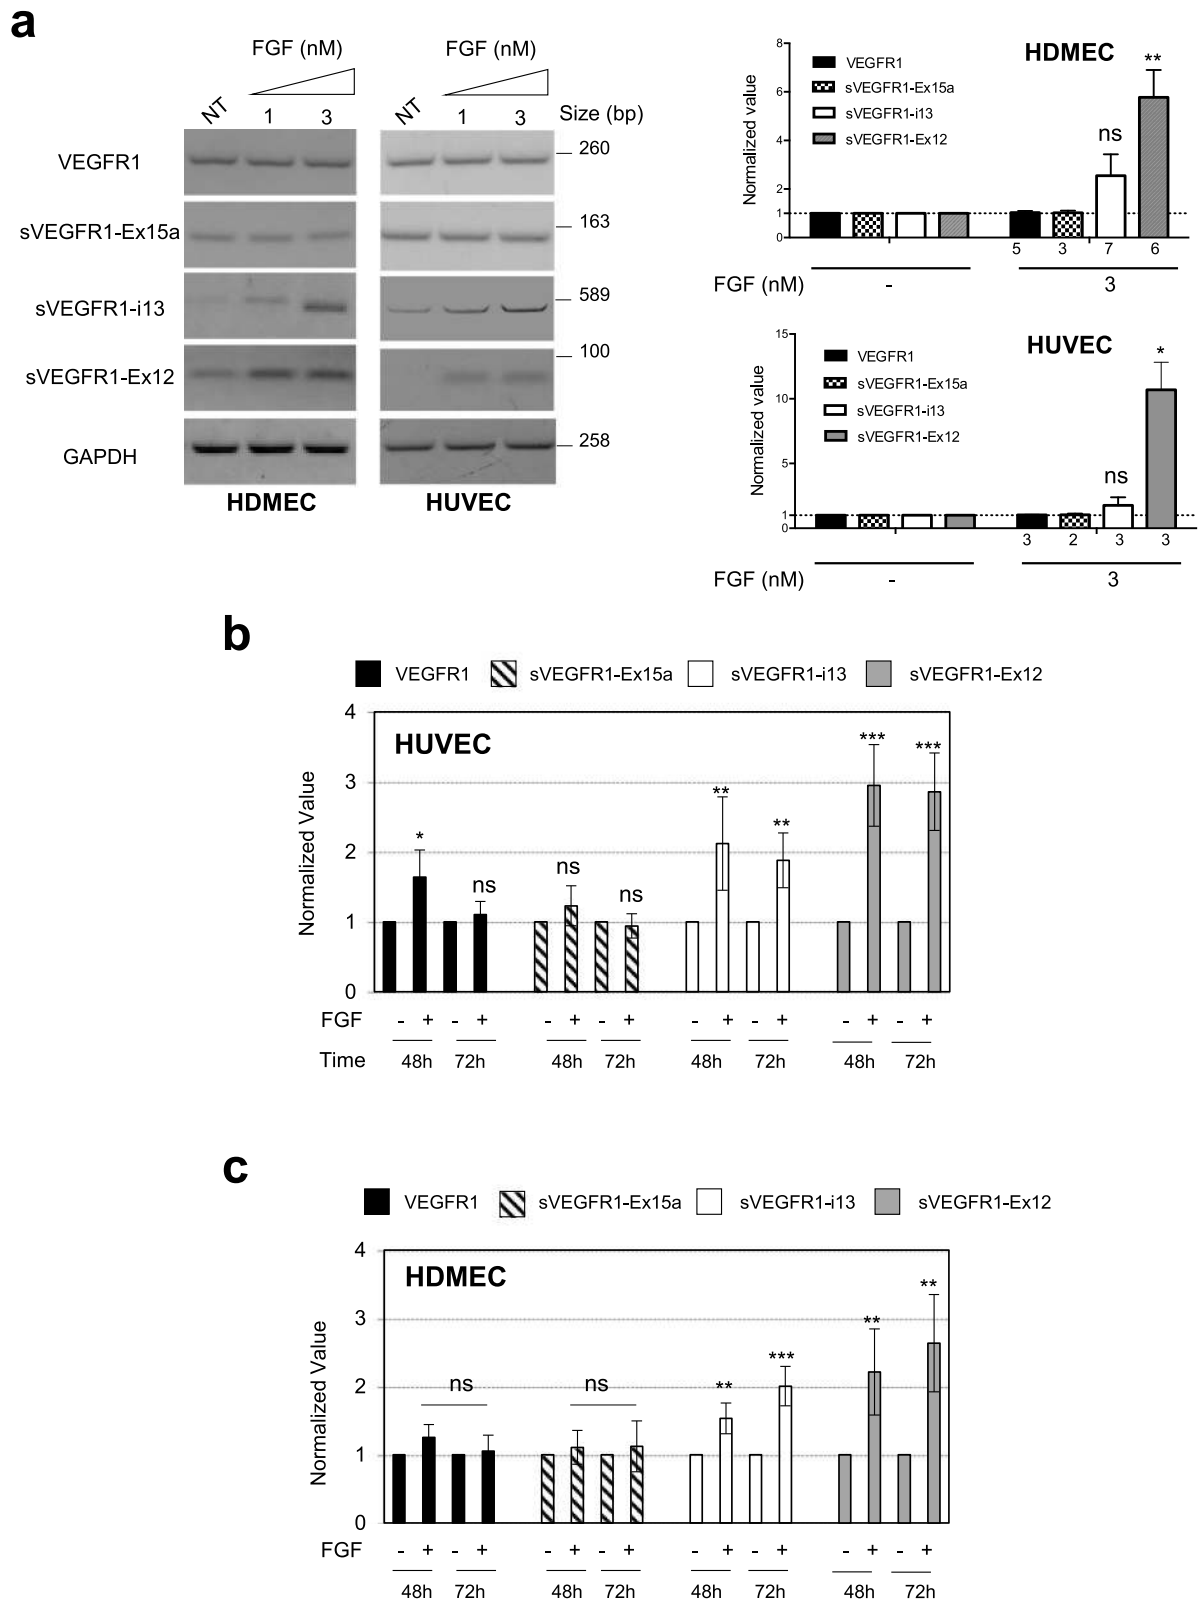 a
FGF (nM)
FGF (nM)
NT
1
3
NT
1
3
Size (bp)
VEGFR1
260
sVEGFR1-Ex15a
163
sVEGFR1-i13
589
sVEGFR1-Ex12
100
GAPDH
258
HDMEC
HUVEC
HDMEC
Normalized value
8
6
4
2
1
0
VEGFR1
sVEGFR1-Ex15a
sVEGFR1-i13
sVEGFR1-Ex12
ns
**
5 3 7 6
FGF (nM) - 3
HUVEC
Normalized value
15
10
5
1
0
VEGFR1
sVEGFR1-Ex15a
sVEGFR1-i13
sVEGFR1-Ex12
ns
*
3 2 3 3
FGF (nM) - 3
b
VEGFR1 sVEGFR1-Ex15a sVEGFR1-i13 sVEGFR1-Ex12
HUVEC
Normalized Value
4
3
2
1
0
* ns ns ns ** ** *** ***
FGF - + - + - + - + - + - + - + - +
Time 48h 72h 48h 72h 48h 72h 48h 72h
c
VEGFR1 sVEGFR1-Ex15a sVEGFR1-i13 sVEGFR1-Ex12
HDMEC
Normalized Value
4
3
2
1
0
ns ns ** *** ** **
FGF - + - + - + - + - + - + - + - +
48h 72h 48h 72h 48h 72h 48h 72h